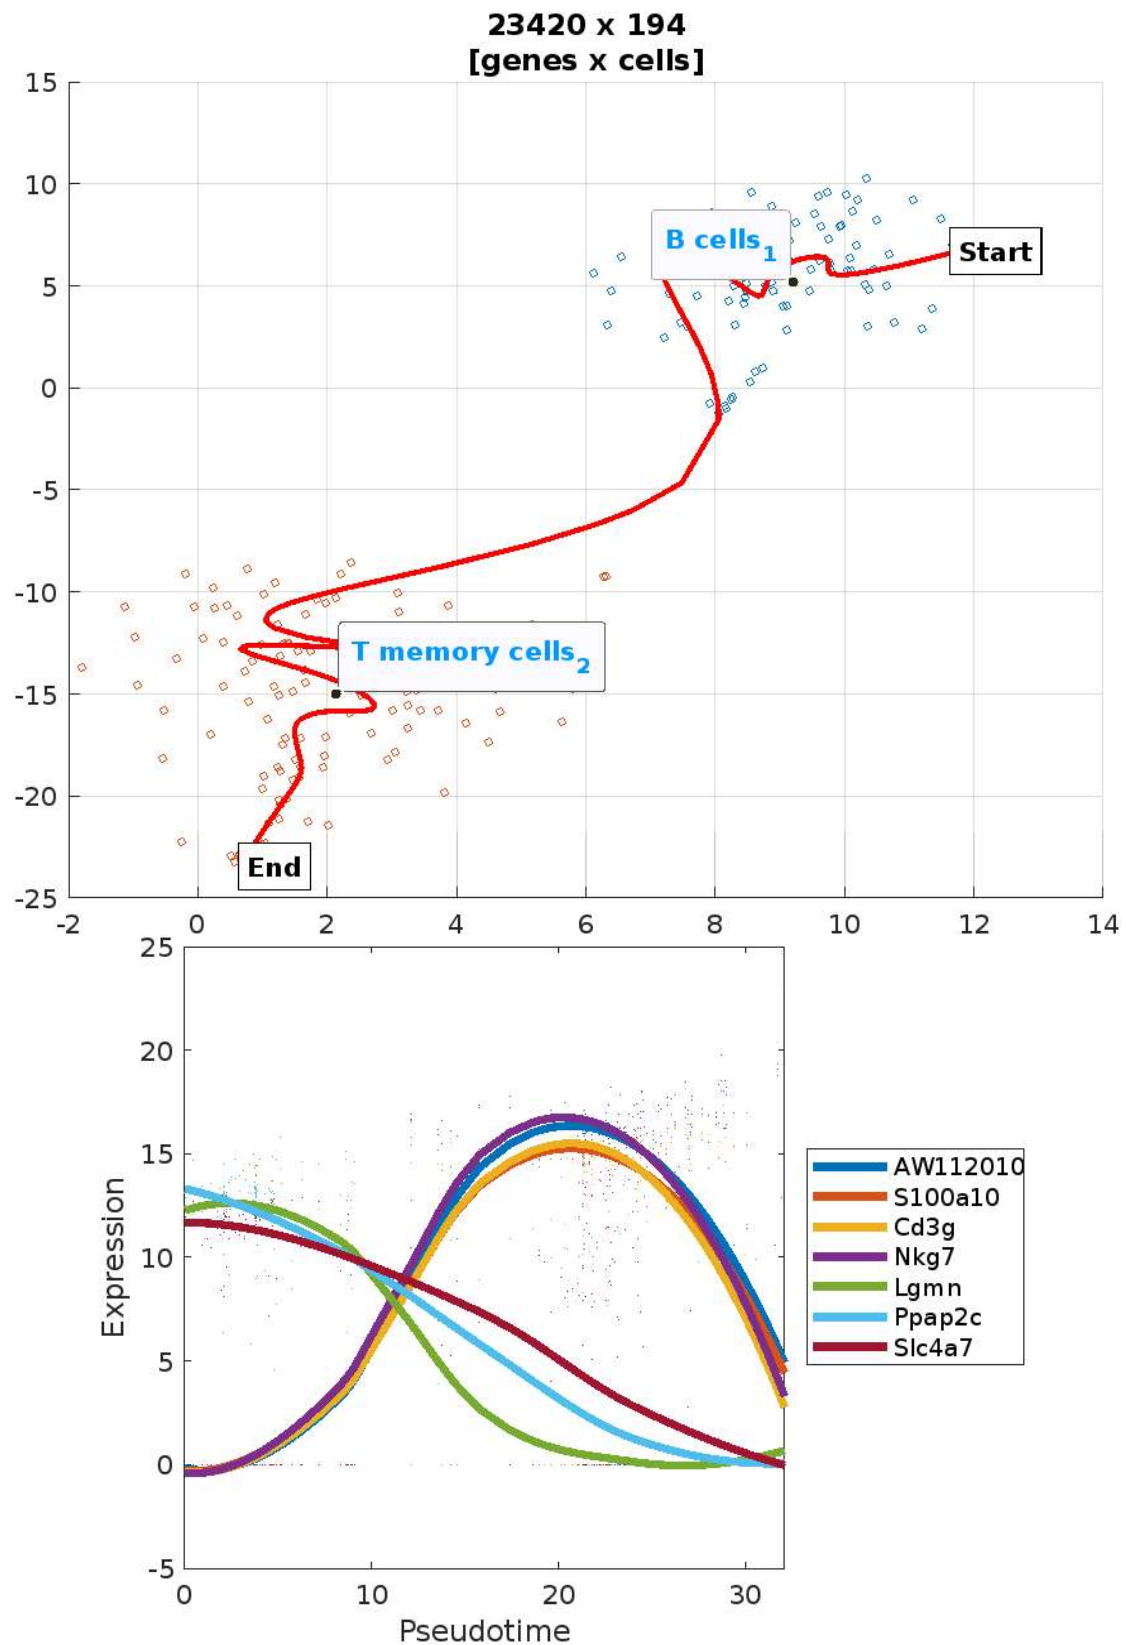 23420 x 194
[genes x cells]
15
10
5
0
-5
-10
-15
-20
-25
B cells1
Start
T memory cells2
End
-2 0 2 4 6 8 10 12 14
25
20
15
10
5
0
-5
Expression
0 10 20 30
Pseudotime
AW112010
S100a10
Cd3g
Nkg7
Lgmn
Ppap2c
Slc4a7